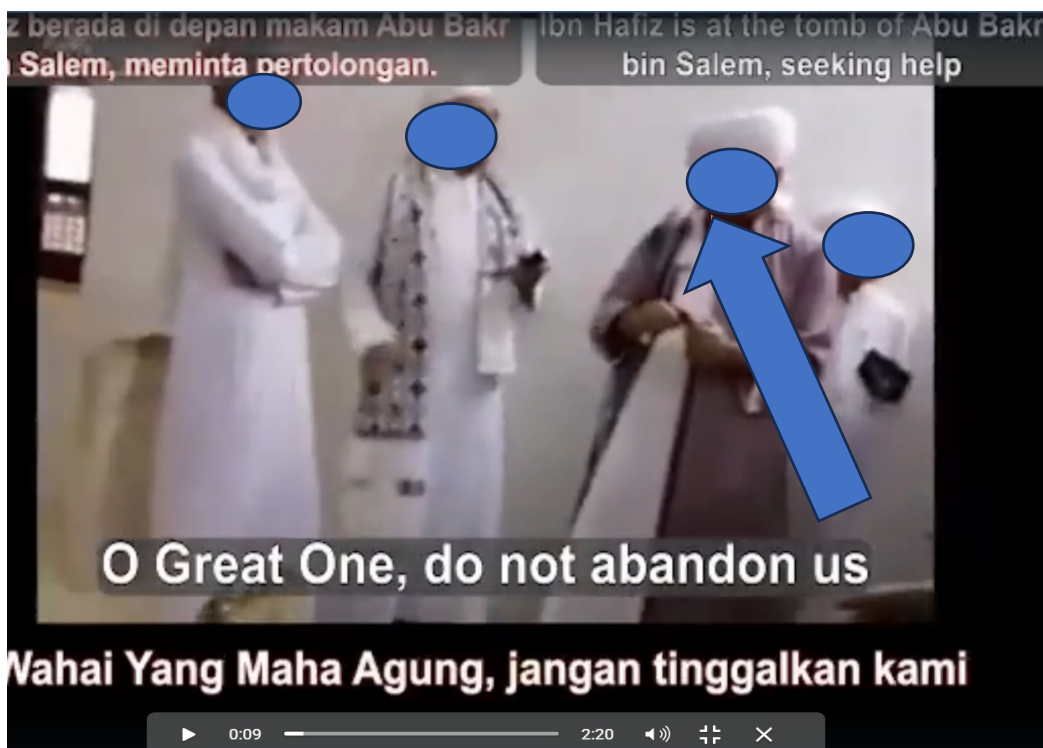 z berada di depan makam Abu Bakr
Salem, meminta pertolongan.
Ibn Hafiz is at the tomb of Abu Bakr
bin Salem, seeking help
O Great One, do not abandon us
Wahai Yang Maha Agung, jangan tinggalkan kami
0:09
2:20